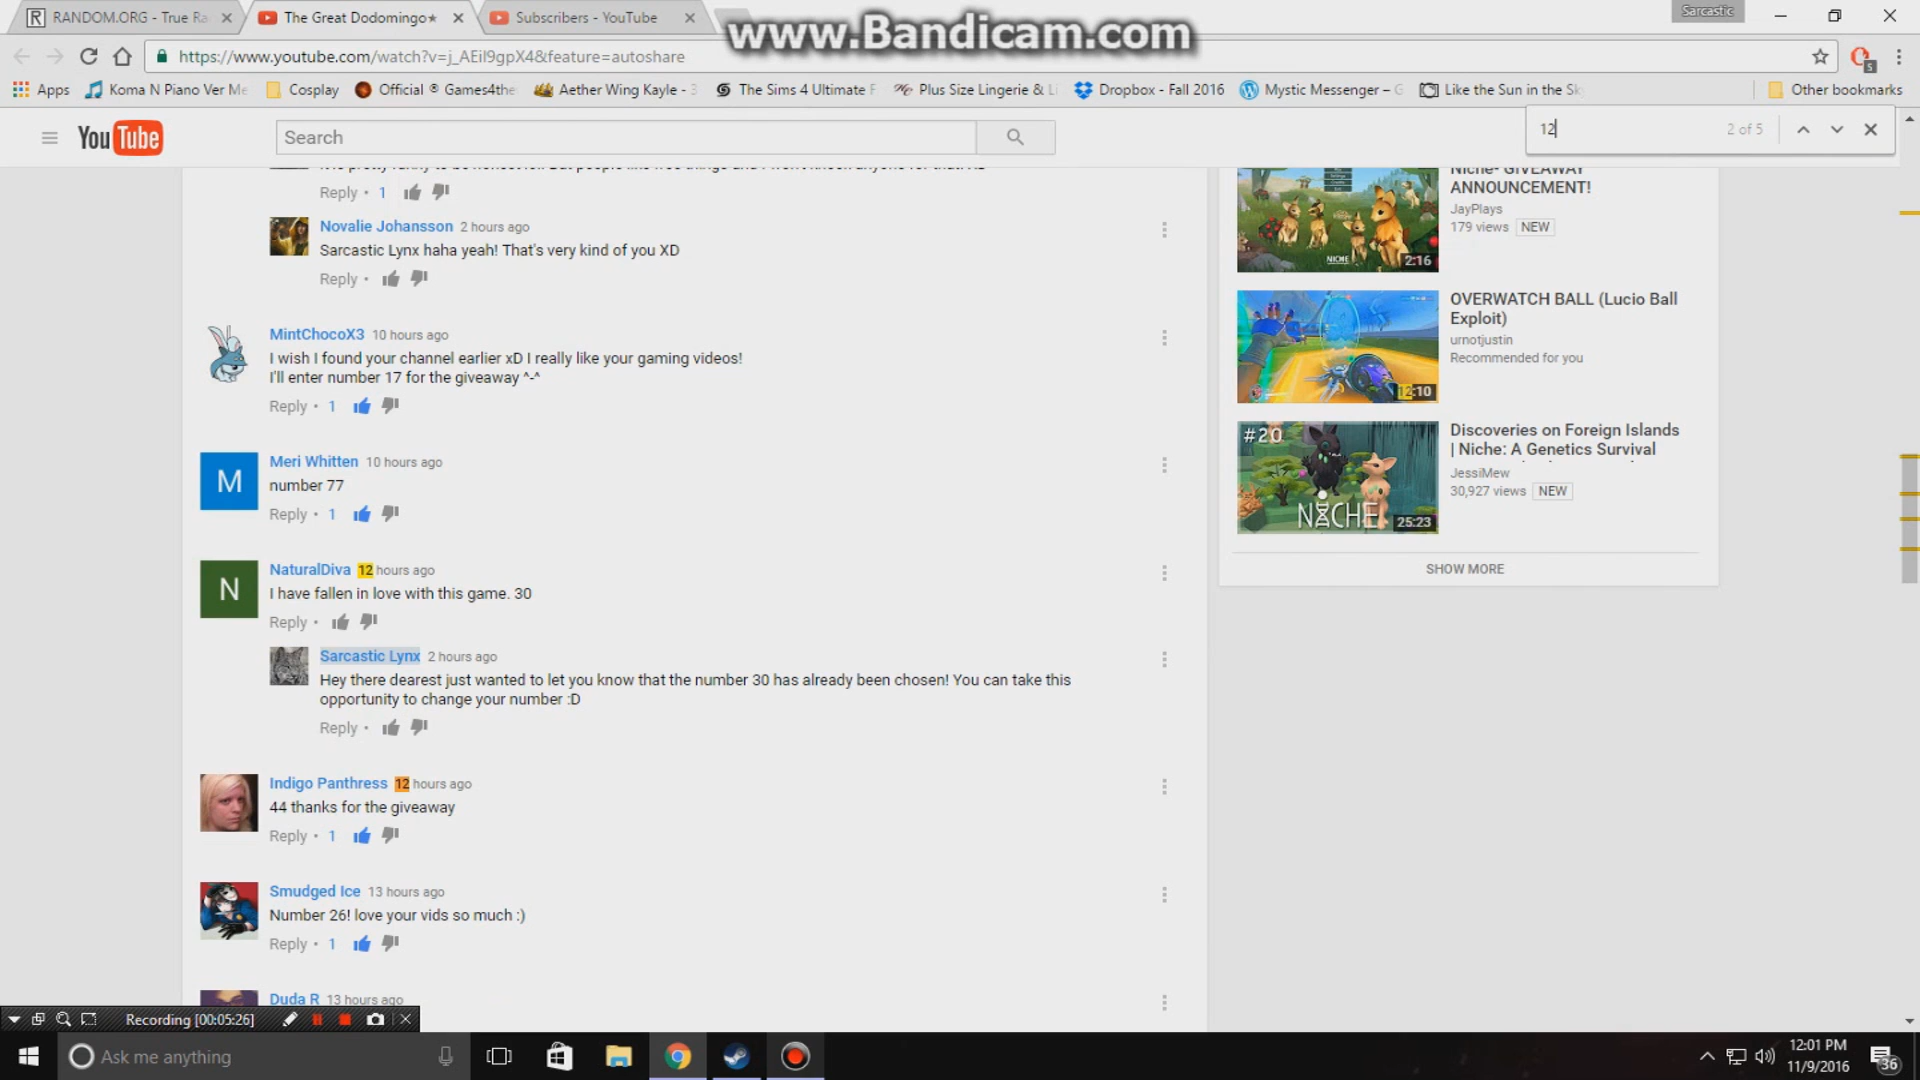 RANDOM.ORG - True Ra
The Great Dodomingo★
Subscribers - YouTube
www.Bandicam.com
Sarcastic
https://www.youtube.com/watch?v=j_AEiI9gpX4&feature=autoshare
5
Apps
Koma N Piano Ver Me
Cosplay
Official ® Games4the
Aether Wing Kayle - 3
The Sims 4 Ultimate F
Plus Size Lingerie & Li
Dropbox - Fall 2016
Mystic Messenger – G
Like the Sun in the Sk
Other bookmarks
YouTube
Search
12
2 of 5
Reply • 1
Novalie Johansson 2 hours ago
Sarcastic Lynx haha yeah! That's very kind of you XD
Reply •
MintChocoX3 10 hours ago
I wish I found your channel earlier xD I really like your gaming videos!
I'll enter number 17 for the giveaway ^-^
Reply • 1
M
Meri Whitten 10 hours ago
number 77
Reply • 1
N
NaturalDiva 12 hours ago
I have fallen in love with this game. 30
Reply •
Sarcastic Lynx 2 hours ago
Hey there dearest just wanted to let you know that the number 30 has already been chosen! You can take this
opportunity to change your number :D
Reply •
Indigo Panthress 12 hours ago
44 thanks for the giveaway
Reply • 1
Smudged Ice 13 hours ago
Number 26! love your vids so much :)
Reply • 1
Duda R 13 hours ago
NICHE
2:16
Niche- GIVEAWAY
ANNOUNCEMENT!
JayPlays
179 views NEW
12:10
OVERWATCH BALL (Lucio Ball
Exploit)
urnotjustin
Recommended for you
#20
NICHE
25:23
Discoveries on Foreign Islands
| Niche: A Genetics Survival
JessiMew
30,927 views NEW
SHOW MORE
Recording [00:05:26]
Ask me anything
12:01 PM
11/9/2016
36